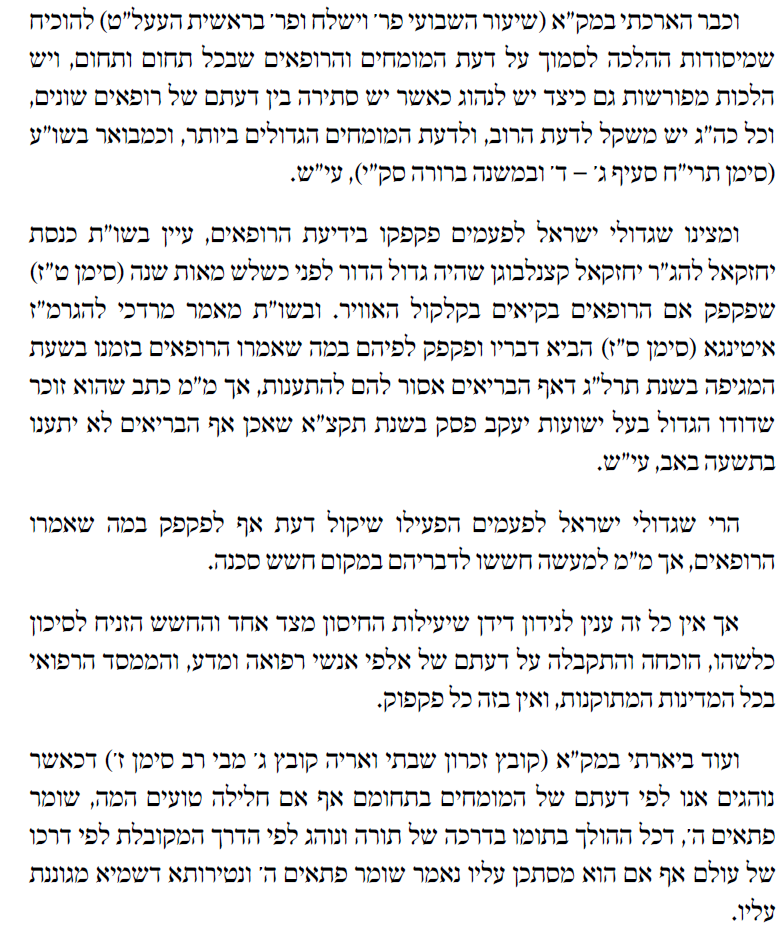 וכבר הארכתי במק"א (שיעור השבועי פר׳ וישלח ופר׳ בראשית העעל"ט) להוכיח
שמיסודות ההלכה לסמוך על דעת המומחים והרופאים שבכל תחום ותחום, ויש
הלכות מפורשות גם כיצד יש לנהוג כאשר יש סתירה בין דעתם של רופאים שונים,
וכל כה"ג יש משקל לדעת הרוב, ולדעת המומחים הגדולים ביותר, וכמבואר בשו"ע
(סימן תרי"ח סעיף ג׳ – ד׳ ובמשנה ברורה סק"י), עי"ש.
ומצינו שגדולי ישראל לפעמים פקפקו בידיעת הרופאים, עיין בשו"ת כנסת
יחזקאל להג"ר יחזקאל קצנלבוגן שהיה גדול הדור לפני כשלש מאות שנה (סימן ט"ז)
שפקפק אם הרופאים בקיאים בקלקול האוויר. ובשו"ת מאמר מרדכי להגרמ"ז
איטינגא (סימן ס"ז) הביא דבריו ופקפק לפיהם במה שאמרו הרופאים בזמנו בשעת
המגיפה בשנת תרל"ג דאף הבריאים אסור להם להתענות, אך מ"מ כתב שהוא זוכר
שדודו הגדול בעל ישועות יעקב פסק בשנת תקצ"א שאכן אף הבריאים לא יתענו
בתשעה באב, עי"ש.
הרי שגדולי ישראל לפעמים הפעילו שיקול דעת אף לפקפק במה שאמרו
הרופאים, אך מ"מ למעשה חששו לדבריהם במקום חשש סכנה.
אך אין כל זה ענין לנידון דידן שיעילות החיסון מצד אחד והחשש הזניח לסיכון
כלשהו, הוכחה והתקבלה על דעתם של אלפי אנשי רפואה ומדע, והממסד הרפואי
בכל המדינות המתוקנות, ואין בזה כל פקפוק.
ועוד ביארתי במק"א (קובץ זכרון שבתי ואריה קובץ ג׳ מבי רב סימן ז׳) דכאשר
נוהגים אנו לפי דעתם של המומחים בתחומם אף אם חלילה טועים המה, שומר
פתאים ה׳, דכל ההולך בתומו בדרכה של תורה ונוהג לפי הדרך המקובלת לפי דרכו
של עולם אף אם הוא מסתכן עליו נאמר שומר פתאים ה׳ ונטירותא דשמיא מגוננת
עליו.